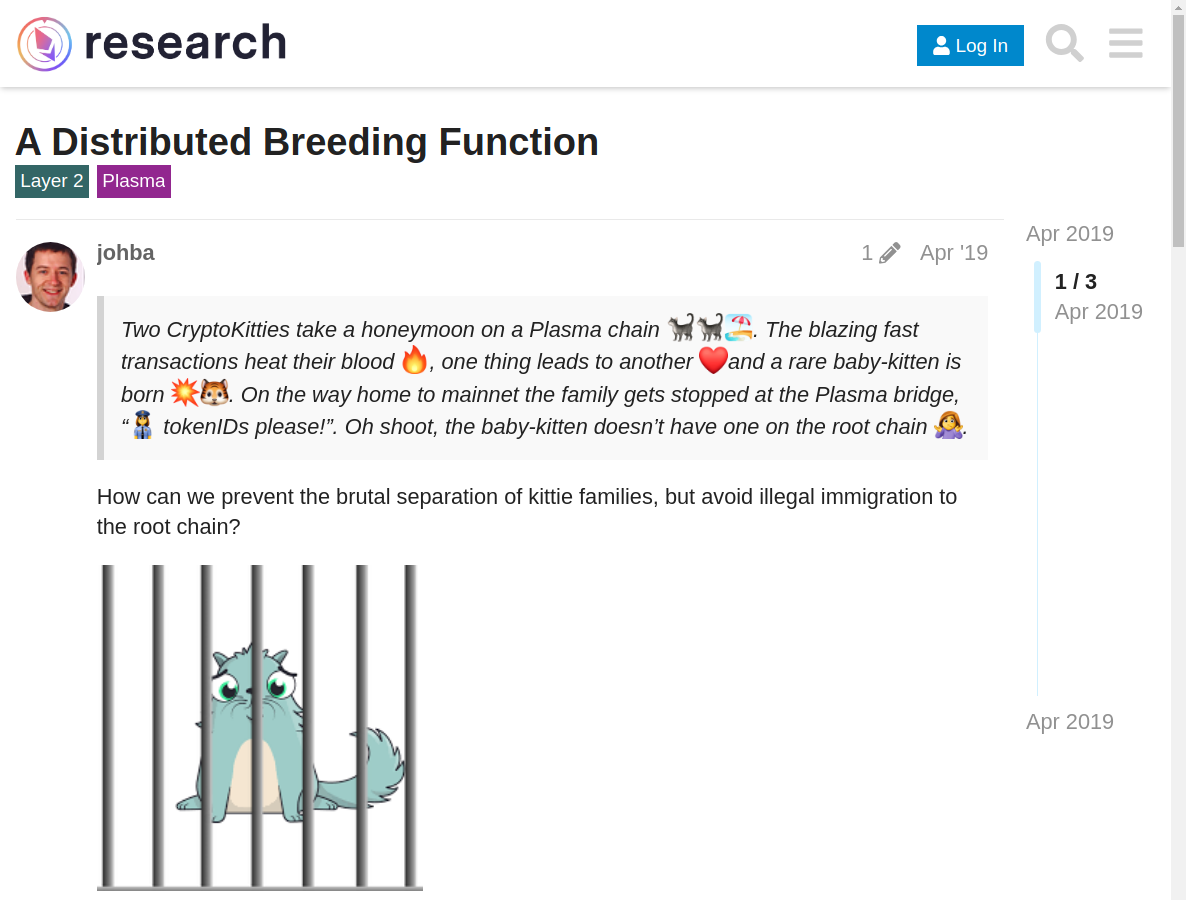 research
Log In
A Distributed Breeding Function
Layer 2 Plasma
Apr 2019
johba 1 Apr '19
1 / 3
Apr 2019
Two CryptoKitties take a honeymoon on a Plasma chain 🐈🐈🏖. The blazing fast
transactions heat their blood 🔥, one thing leads to another ❤️and a rare baby-kitten is
born 💥🐯. On the way home to mainnet the family gets stopped at the Plasma bridge,
“👮‍♀️ tokenIDs please!”. Oh shoot, the baby-kitten doesn’t have one on the root chain 🤷‍♀️.
How can we prevent the brutal separation of kittie families, but avoid illegal immigration to
the root chain?
Apr 2019